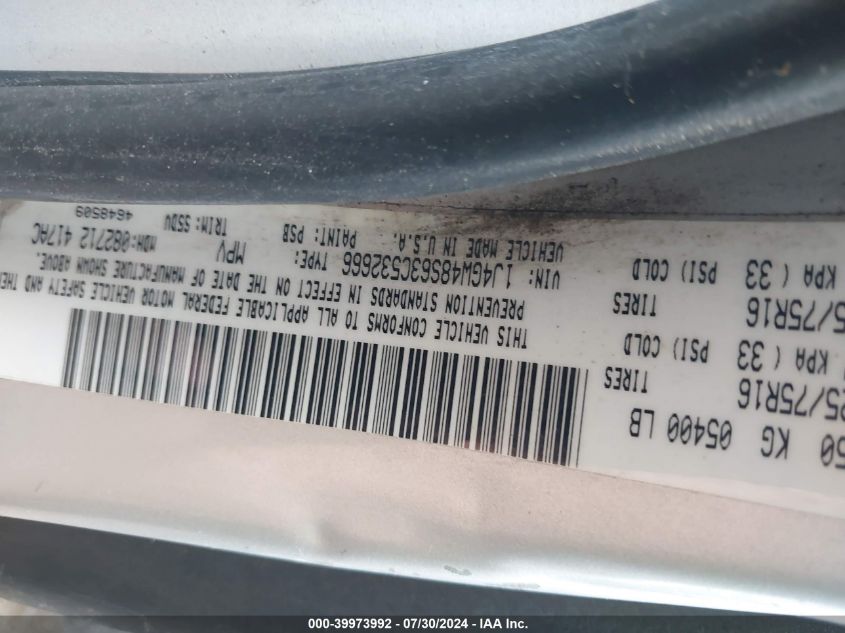 50 KG 05400 LB
25/75R16 TIRES
KPA ( 33 PSI) COLD
5/75R16 TIRES
KPA ( 33 PSI) COLD
THIS VEHICLE CONFORMS TO ALL APPLICABLE FEDERAL MOTOR VEHICLE SAFETY AND THE
PREVENTION STANDARDS IN EFFECT ON THE DATE OF MANUFACTURE SHOWN ABOVE.
VIN: 1J4GW48S63C532666 TYPE: MPV MDH: 082712 417AC
VEHICLE MADE IN U.S.A. PAINT: PSB TRIM: S5DV
4648509
000-39973992 / 07/30/2024 - IAA Inc.